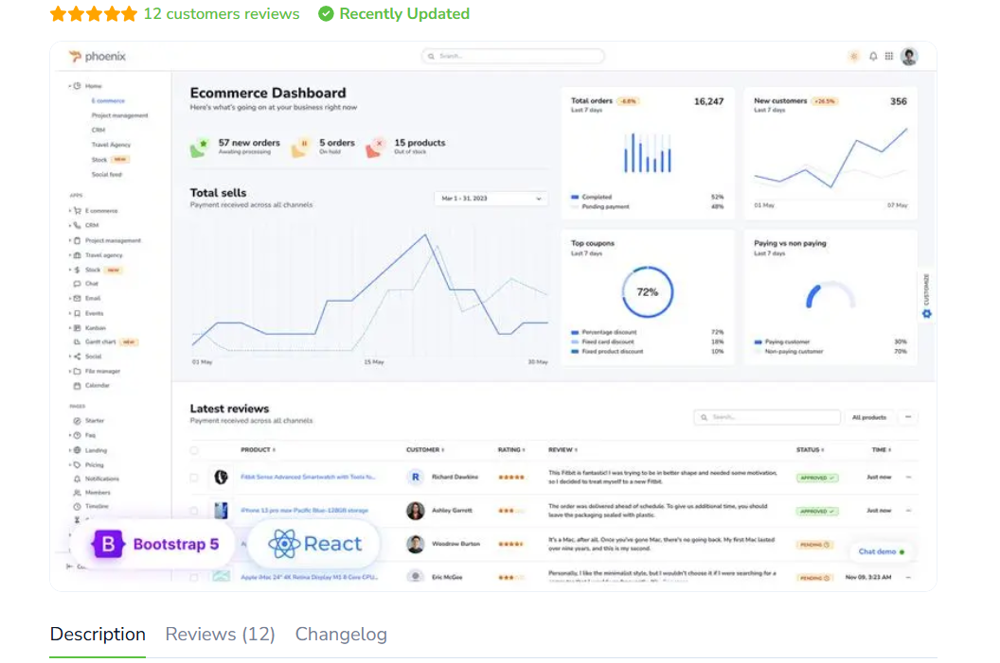 12 customers reviews Recently Updated
phoenix
Search...
Home
E commerce
Project management
CRM
Travel Agency
Stock NEW
Social feed
APPS
E commerce
CRM
Project management
Travel agency
Stock NEW
Chat
Email
Events
Kanban
Gantt chart NEW
Social
File manager
Calendar
PAGES
Starter
Faq
Landing
Pricing
Notifications
Members
Timeline
Ecommerce Dashboard
Here's what's going on at your business right now
57 new orders
Awaiting processing
5 orders
On hold
15 products
Out of stock
Total sells
Payment received across all channels
Mar 1 - 31, 2023
01 May 15 May 30 May
Total orders -6.8% 16,247
Last 7 days
Completed 52%
Pending payment 48%
New customers +26.5% 356
Last 7 days
01 May 07 May
Top coupons
Last 7 days
72%
Percentage discount 72%
Fixed card discount 18%
Fixed product discount 10%
Paying vs non paying
Last 7 days
Paying customer 30%
Non-paying customer 70%
CUSTOMIZE
Latest reviews
Payment received across all channels
Search... All products
PRODUCT CUSTOMER RATING REVIEW STATUS TIME
Fitbit Sense Advanced Smartwatch with Tools fo... R Richard Dawkins This Fitbit is fantastic! I was trying to be in better shape and needed some motivation,
so I decided to treat myself to a new Fitbit. APPROVED Just now
iPhone 13 pro max-Pacific Blue-128GB storage Ashley Garrett The order was delivered ahead of schedule. To give us additional time, you should
leave the packaging sealed with plastic. APPROVED Just now
Woodrow Burton It's a Mac, after all. Once you've gone Mac, there's no going back. My first Mac lasted
over nine years, and this is my second. PENDING
Apple iMac 24" 4K Retina Display M1 8 Core CPU... Eric McGee Personally, I like the minimalist style, but I wouldn't choose it if I were searching for a
PENDING Nov 09, 3:23 AM
B Bootstrap 5 React
Chat demo
Description Reviews (12) Changelog